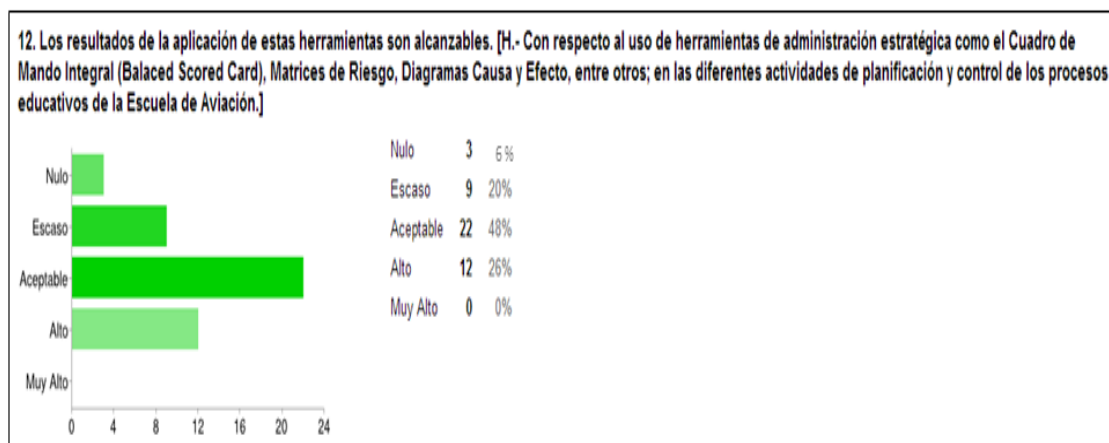 12. Los resultados de la aplicación de estas herramientas son alcanzables. [H.- Con respecto al uso de herramientas de administración estratégica como el Cuadro de
Mando Integral (Balaced Scored Card), Matrices de Riesgo, Diagramas Causa y Efecto, entre otros; en las diferentes actividades de planificación y control de los procesos
educativos de la Escuela de Aviación.]
Nulo
Escaso
Aceptable
Alto
Muy Alto
0 4 8 12 16 20 24
Nulo 3 6%
Escaso 9 20%
Aceptable 22 48%
Alto 12 26%
Muy Alto 0 0%